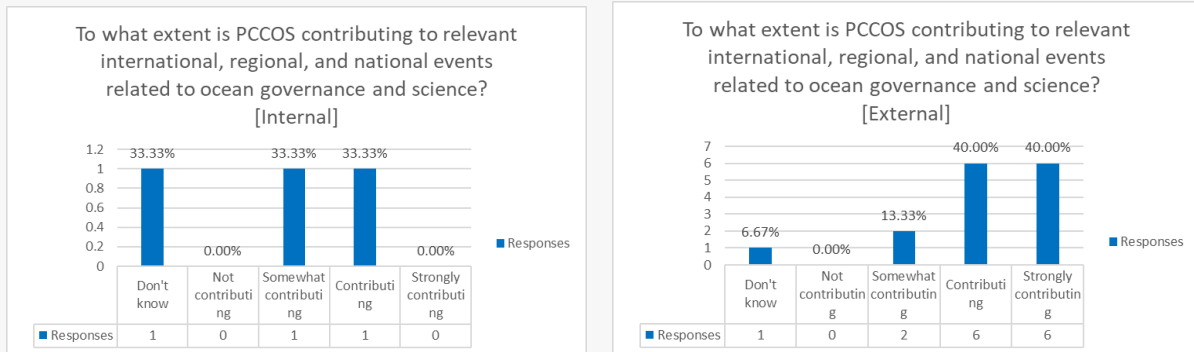 To what extent is PCCOS contributing to relevant
international, regional, and national events
related to ocean governance and science?
[Internal]
1.2
1
0.8
0.6
0.4
0.2
0
33.33%
0.00%
33.33%
33.33%
0.00%
Responses
Don't
know
Not
contributi
ng
Somewhat
contributi
ng
Contributi
ng
Strongly
contributi
ng
Responses 1 0 1 1 0
To what extent is PCCOS contributing to relevant
international, regional, and national events
related to ocean governance and science?
[External]
7
6
5
4
3
2
1
0
6.67%
0.00%
13.33%
40.00%
40.00%
Responses
Don't
know
Not
contributin
g
Somewhat
contributin
g
Contributi
ng
Strongly
contributin
g
Responses 1 0 2 6 6